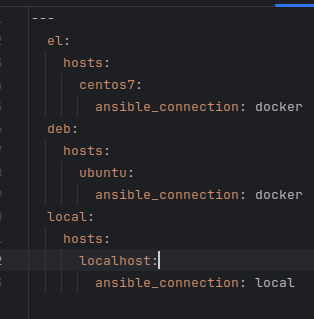 ---
  el:
    hosts:
      centos7:
        ansible_connection: docker
  deb:
    hosts:
      ubuntu:
        ansible_connection: docker
  local:
    hosts:
      localhost:
        ansible_connection: local